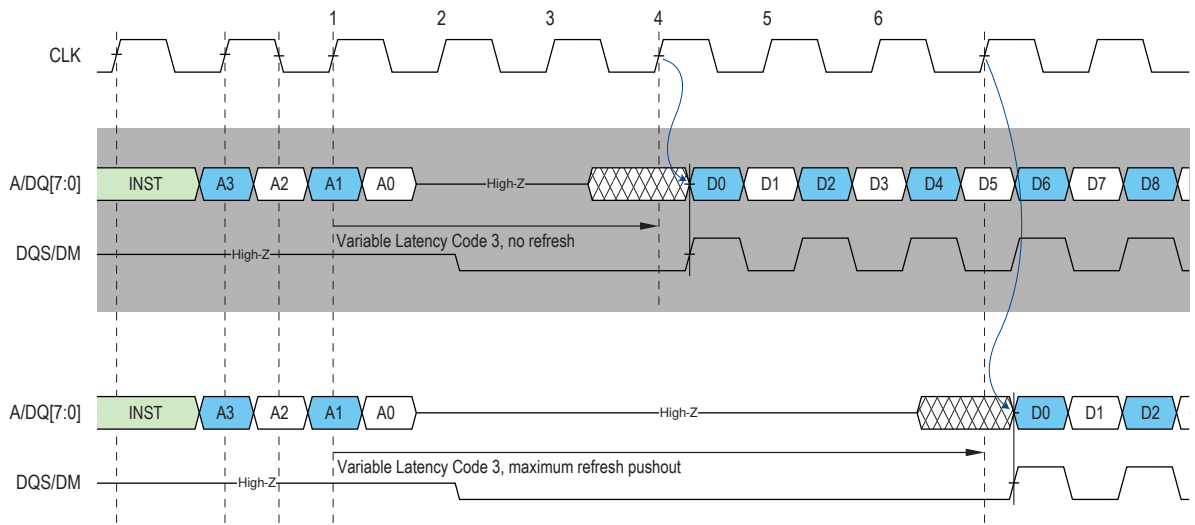 1 2 3 4 5 6
CLK
A/DQ[7:0] INST A3 A2 A1 A0 High-Z D0 D1 D2 D3 D4 D5 D6 D7 D8
Variable Latency Code 3, no refresh
DQS/DM High-Z
A/DQ[7:0] INST A3 A2 A1 A0 High-Z D0 D1 D2
Variable Latency Code 3, maximum refresh pushout
DQS/DM High-Z